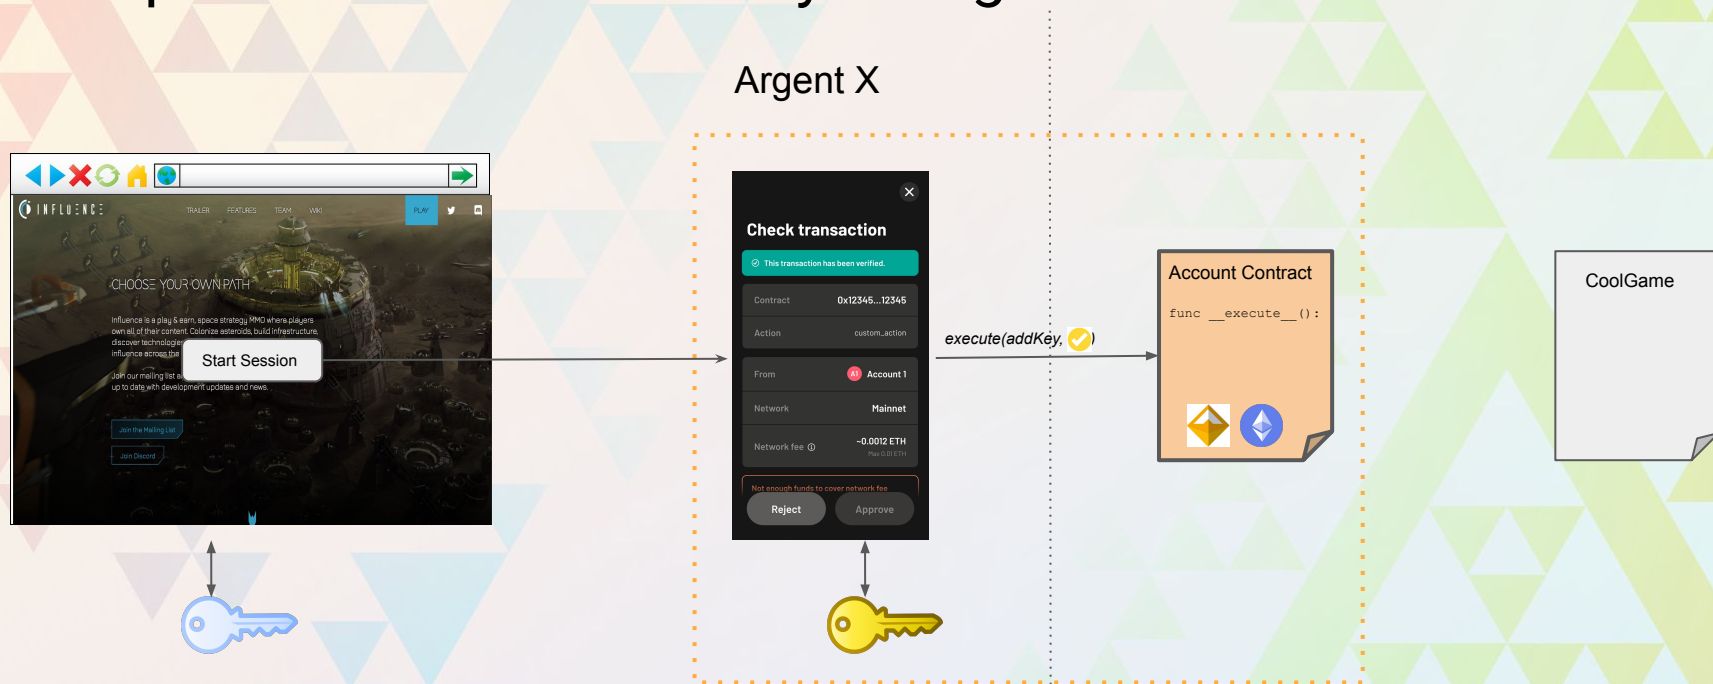 Argent X
INFLUENCE
TRAILER FEATURES TEAM WIKI PLAY
CHOOSE YOUR OWN PATH
Influence is a play & earn, space strategy MMO where players
own all of their content. Colonize asteroids, build infrastructure,
discover technologies
influence across the
Start Session
Join our mailing list a
up to date with development updates and news.
Join the Mailing List
Join Discord
Check transaction
This transaction has been verified.
Contract 0x12345...12345
Action custom_action
From A1 Account 1
Network Mainnet
Network fee ~0.0012 ETH
Max 0.01 ETH
Not enough funds to cover network fee
Reject Approve
execute(addKey, )
Account Contract
func __execute__():
CoolGame